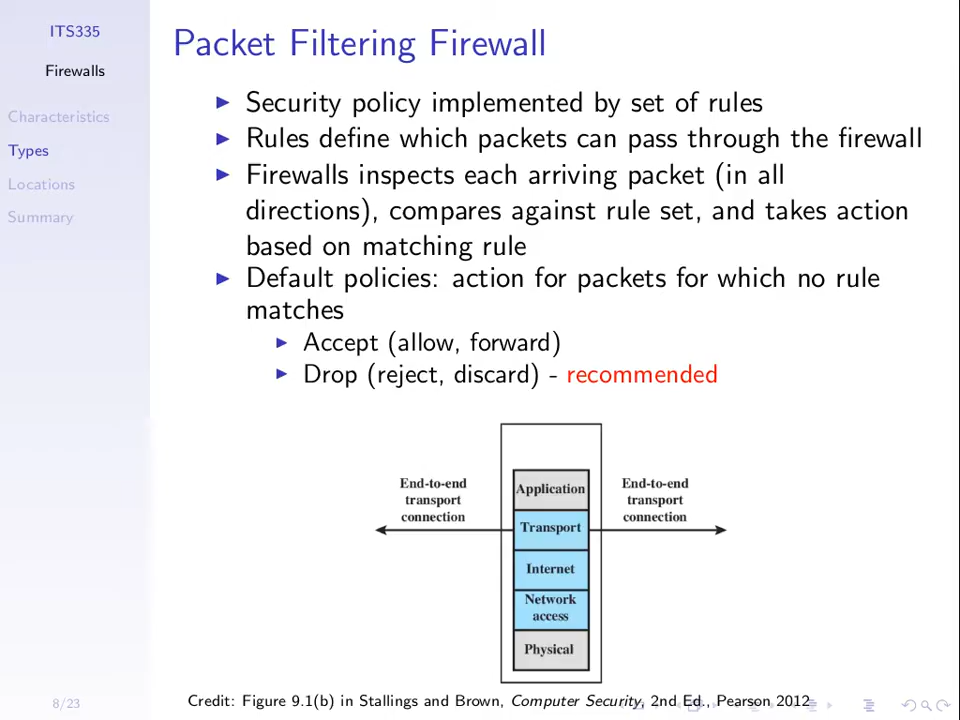 ITS335
Firewalls
Characteristics
Types
Locations
Summary
Packet Filtering Firewall
Security policy implemented by set of rules
Rules define which packets can pass through the firewall
Firewalls inspects each arriving packet (in all
directions), compares against rule set, and takes action
based on matching rule
Default policies: action for packets for which no rule
matches
Accept (allow, forward)
Drop (reject, discard) - recommended
End-to-end
transport
connection
Application
Transport
Internet
Network
access
Physical
End-to-end
transport
connection
8/23
Credit: Figure 9.1(b) in Stallings and Brown, Computer Security, 2nd Ed., Pearson 2012